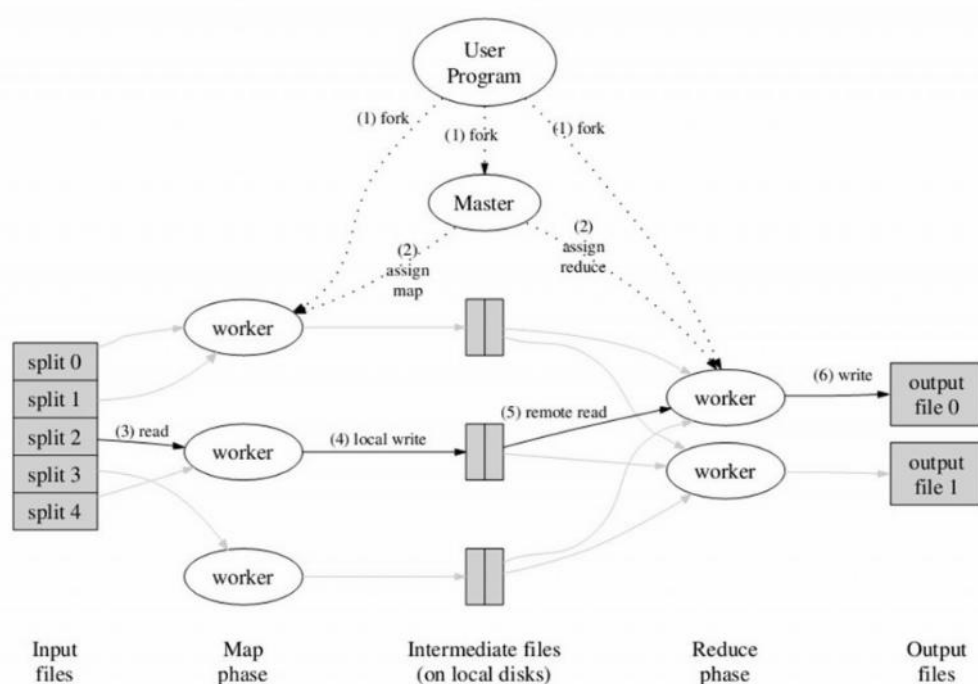 User
Program
(1) fork
(1) fork
(1) fork
Master
(2)
assign
map
(2)
assign
reduce
worker
split 0
split 1
split 2
split 3
split 4
(3) read
worker
(4) local write
worker
(5) remote read
worker
worker
(6) write
output
file 0
output
file 1
Input
files
Map
phase
Intermediate files
(on local disks)
Reduce
phase
Output
files